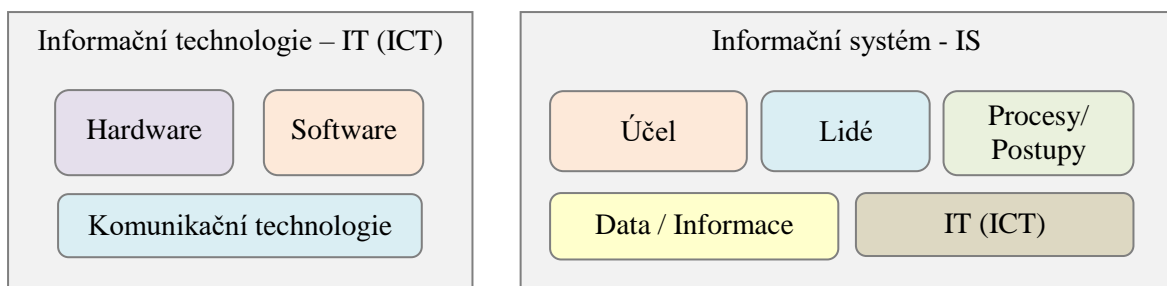 Informační technologie – IT (ICT)
Hardware
Software
Komunikační technologie
Informační systém - IS
Účel
Lidé
Procesy/
Postupy
Data / Informace
IT (ICT)